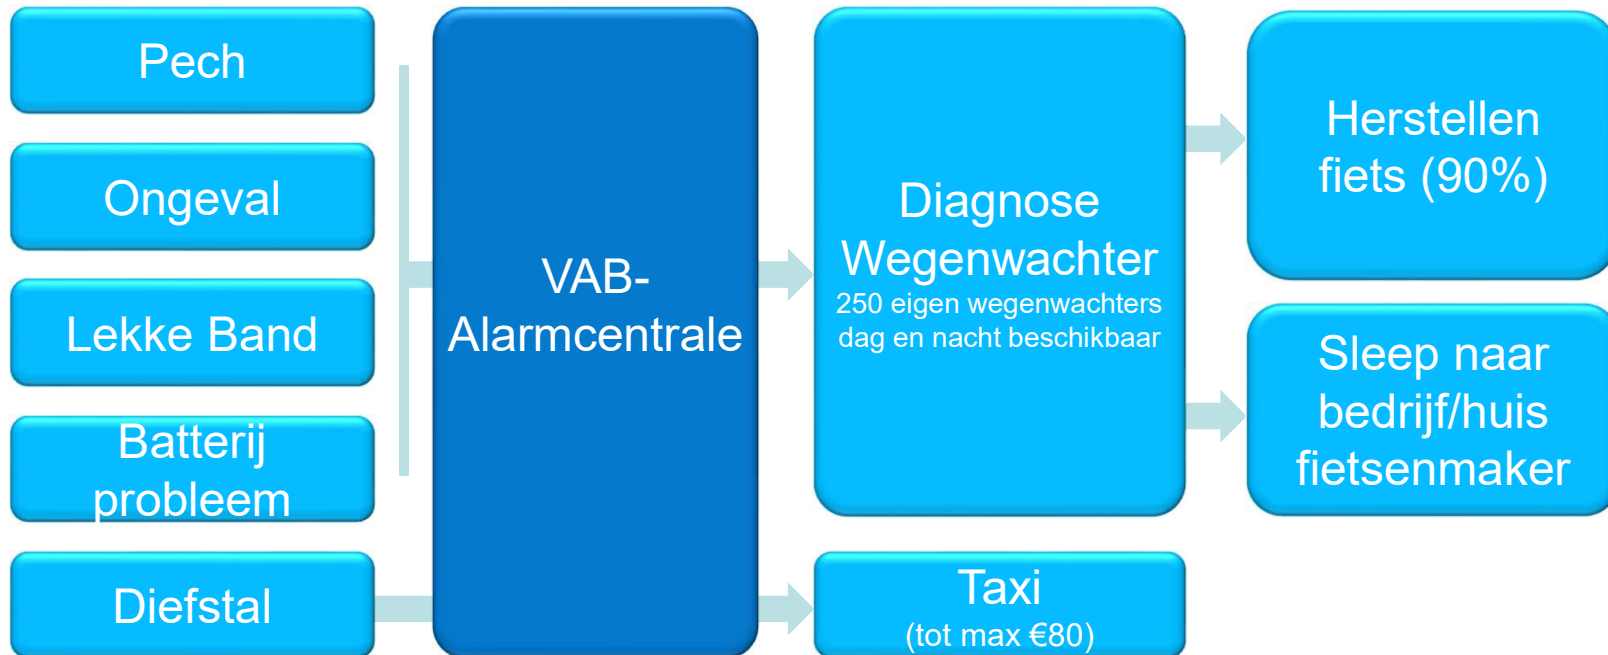 Pech
Ongeval
Lekke Band
Batterij
probleem
Diefstal
VAB-
Alarmcentrale
Diagnose
Wegenwachter
250 eigen wegenwachters
dag en nacht beschikbaar
Taxi
(tot max €80)
Herstellen
fiets (90%)
Sleep naar
bedrijf/huis
fietsenmaker